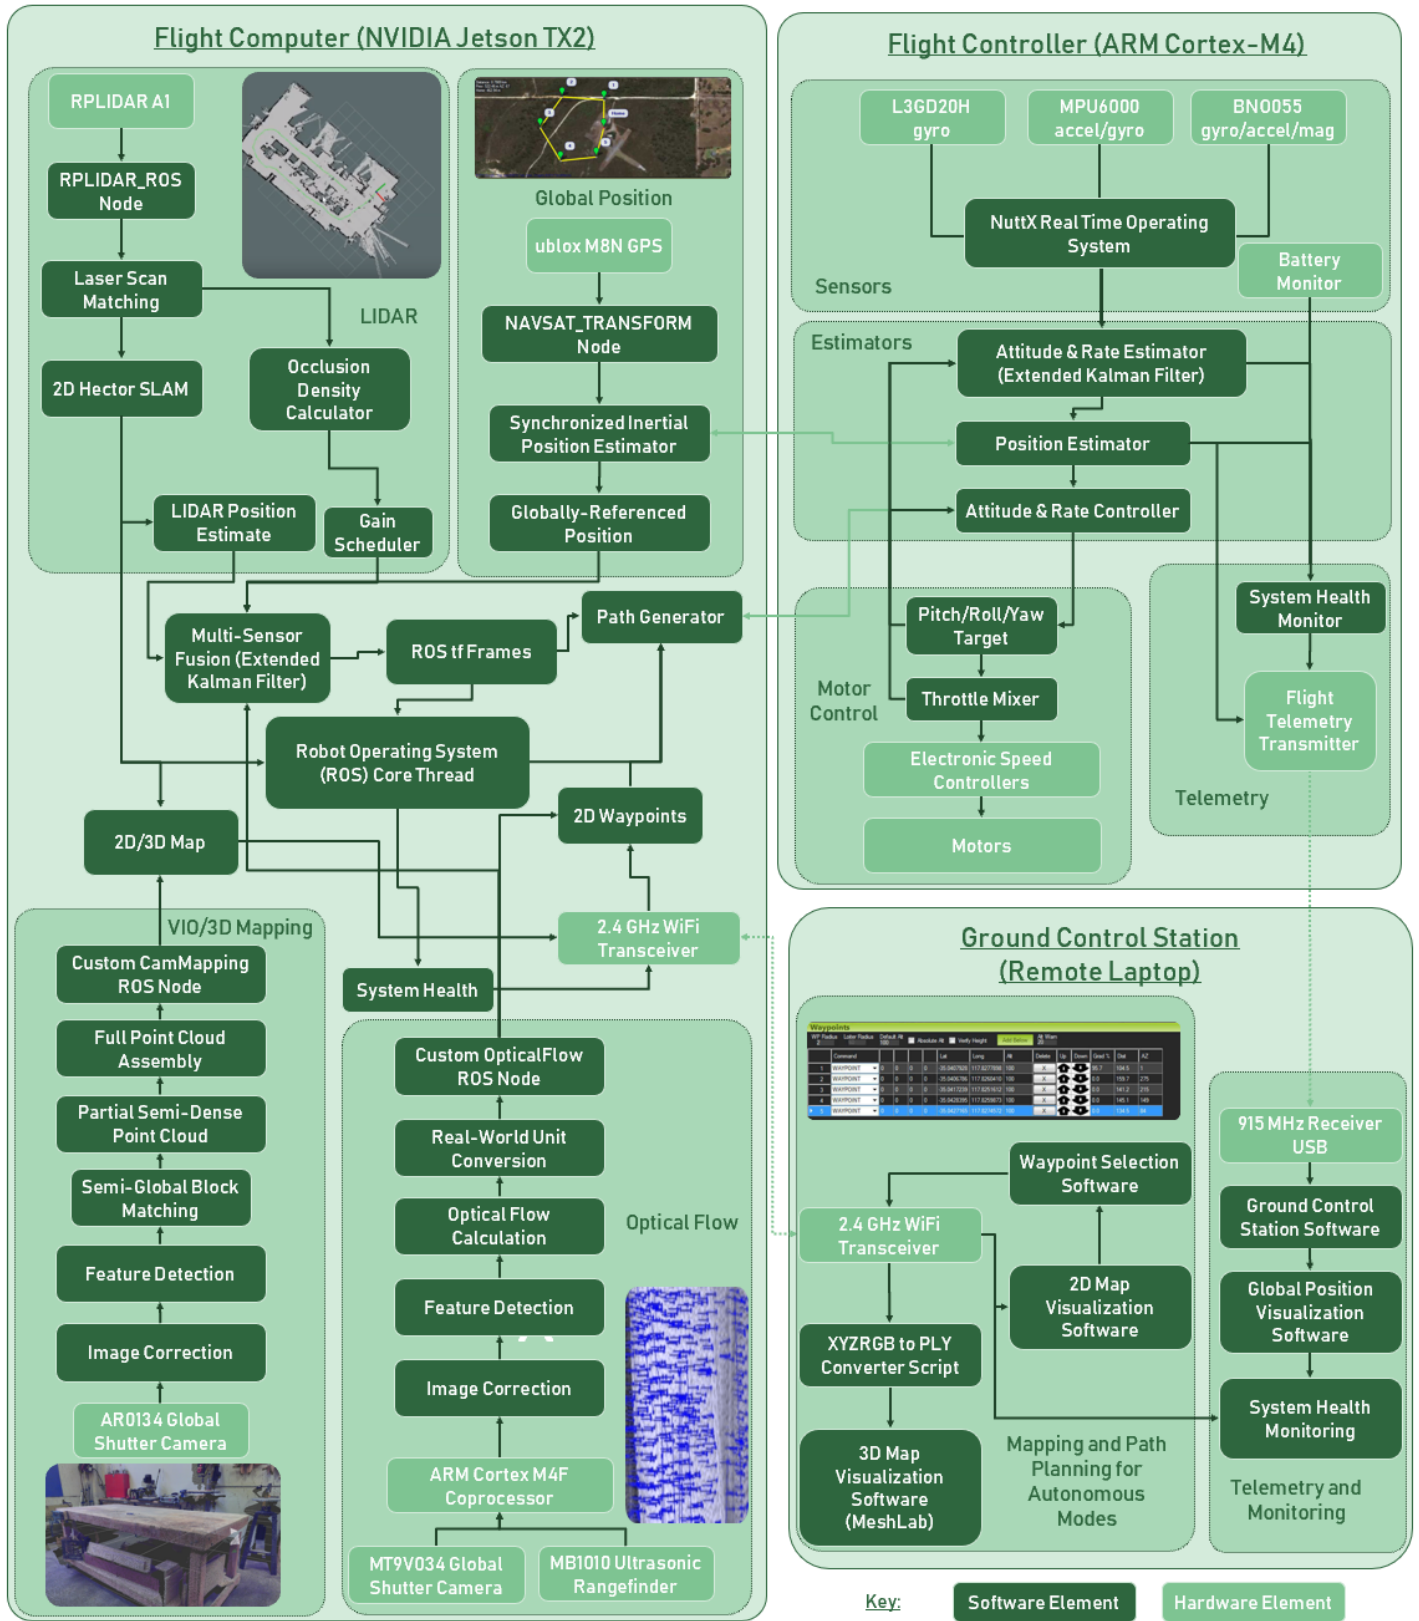 Flight Computer (NVIDIA Jetson TX2)
RPLIDAR A1
RPLIDAR_ROS
Node
Laser Scan
Matching
LIDAR
2D Hector SLAM
Occlusion
Density
Calculator
LIDAR Position
Estimate
Gain
Scheduler
Global Position
ublox M8N GPS
NAVSAT_TRANSFORM
Node
Synchronized Inertial
Position Estimator
Globally-Referenced
Position
Multi-Sensor
Fusion (Extended
Kalman Filter)
ROS tf Frames
Path Generator
Robot Operating System
(ROS) Core Thread
2D Waypoints
2D/3D Map
2.4 GHz WiFi
Transceiver
System Health
VIO/3D Mapping
Custom CamMapping
ROS Node
Full Point Cloud
Assembly
Partial Semi-Dense
Point Cloud
Semi-Global Block
Matching
Feature Detection
Image Correction
AR0134 Global
Shutter Camera
Custom OpticalFlow
ROS Node
Real-World Unit
Conversion
Optical Flow
Calculation
Optical Flow
Feature Detection
Image Correction
ARM Cortex M4F
Coprocessor
MT9V034 Global
Shutter Camera
MB1010 Ultrasonic
Rangefinder
Flight Controller (ARM Cortex-M4)
L3GD20H
gyro
MPU6000
accel/gyro
BNO055
gyro/accel/mag
NuttX Real Time Operating
System
Battery
Monitor
Sensors
Estimators
Attitude & Rate Estimator
(Extended Kalman Filter)
Position Estimator
Attitude & Rate Controller
Pitch/Roll/Yaw
Target
Motor
Control
Throttle Mixer
Electronic Speed
Controllers
Motors
System Health
Monitor
Flight
Telemetry
Transmitter
Telemetry
Ground Control Station
(Remote Laptop)
Waypoints
Waypoint Selection
Software
2.4 GHz WiFi
Transceiver
2D Map
Visualization
Software
XYZRGB to PLY
Converter Script
3D Map
Visualization
Software
(MeshLab)
Mapping and Path
Planning for
Autonomous
Modes
915 MHz Receiver
USB
Ground Control
Station Software
Global Position
Visualization
Software
System Health
Monitoring
Telemetry and
Monitoring
Key:
Software Element
Hardware Element